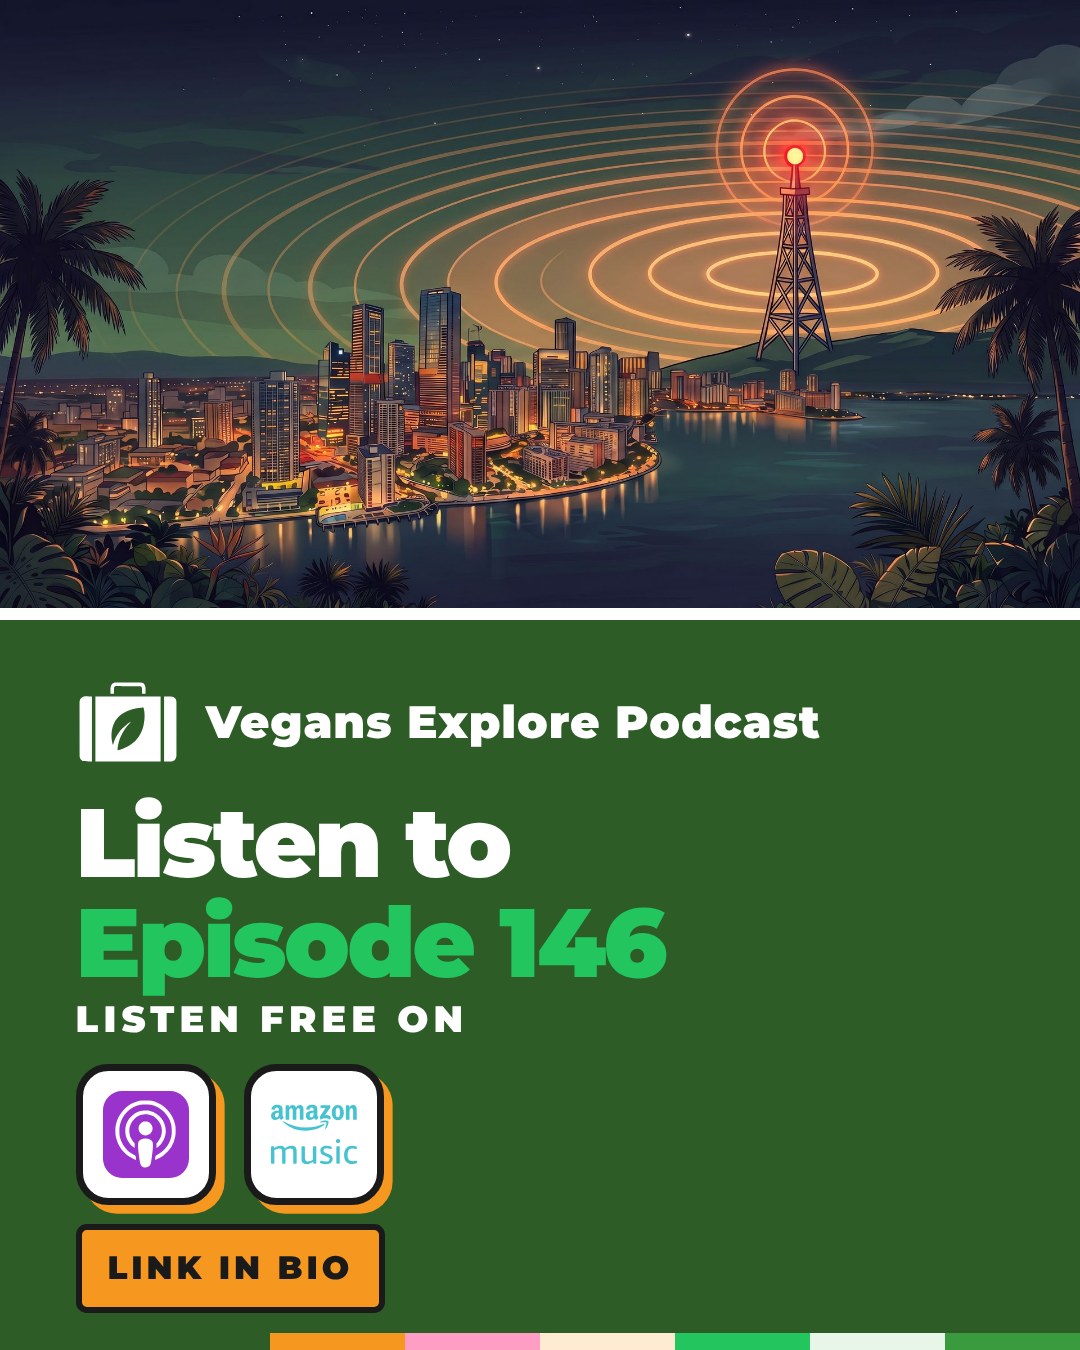 Vegans Explore Podcast
Listen to
Episode 146
LISTEN FREE ON
amazon
music
LINK IN BIO